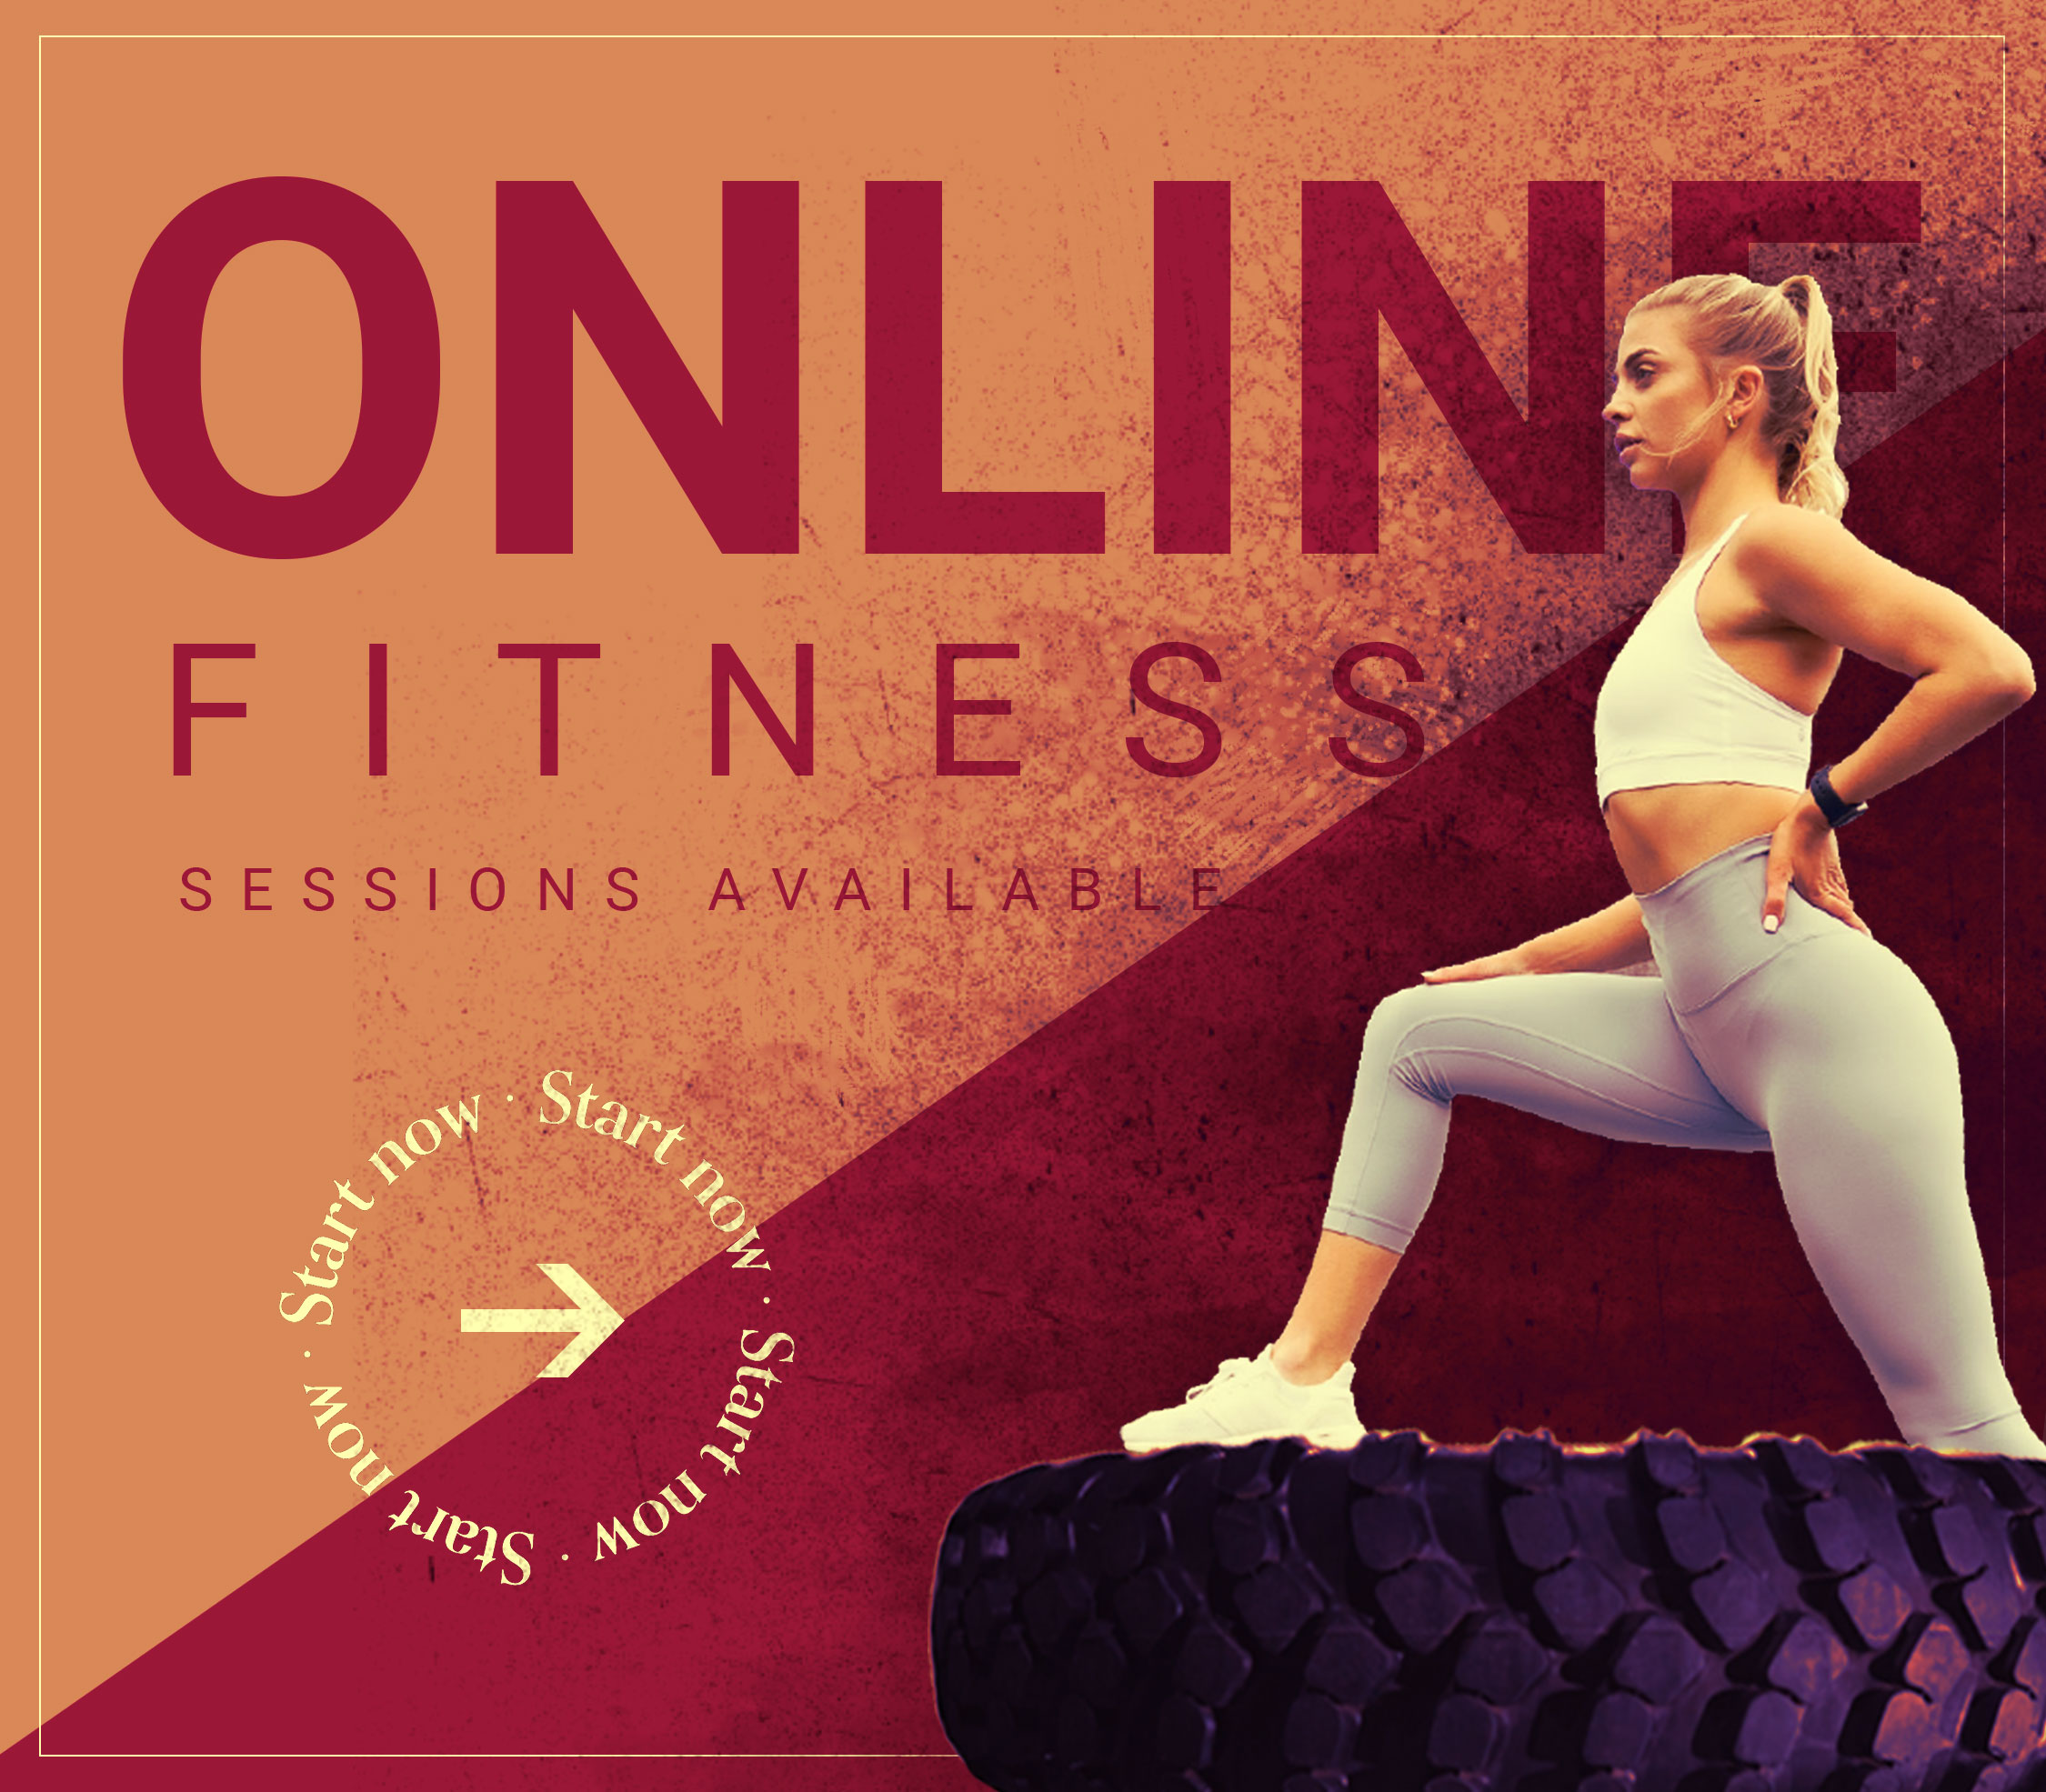 ONLINE
FITNESS
SESSIONS AVAILABLE
Start now · Start now · Start now · Start now ·